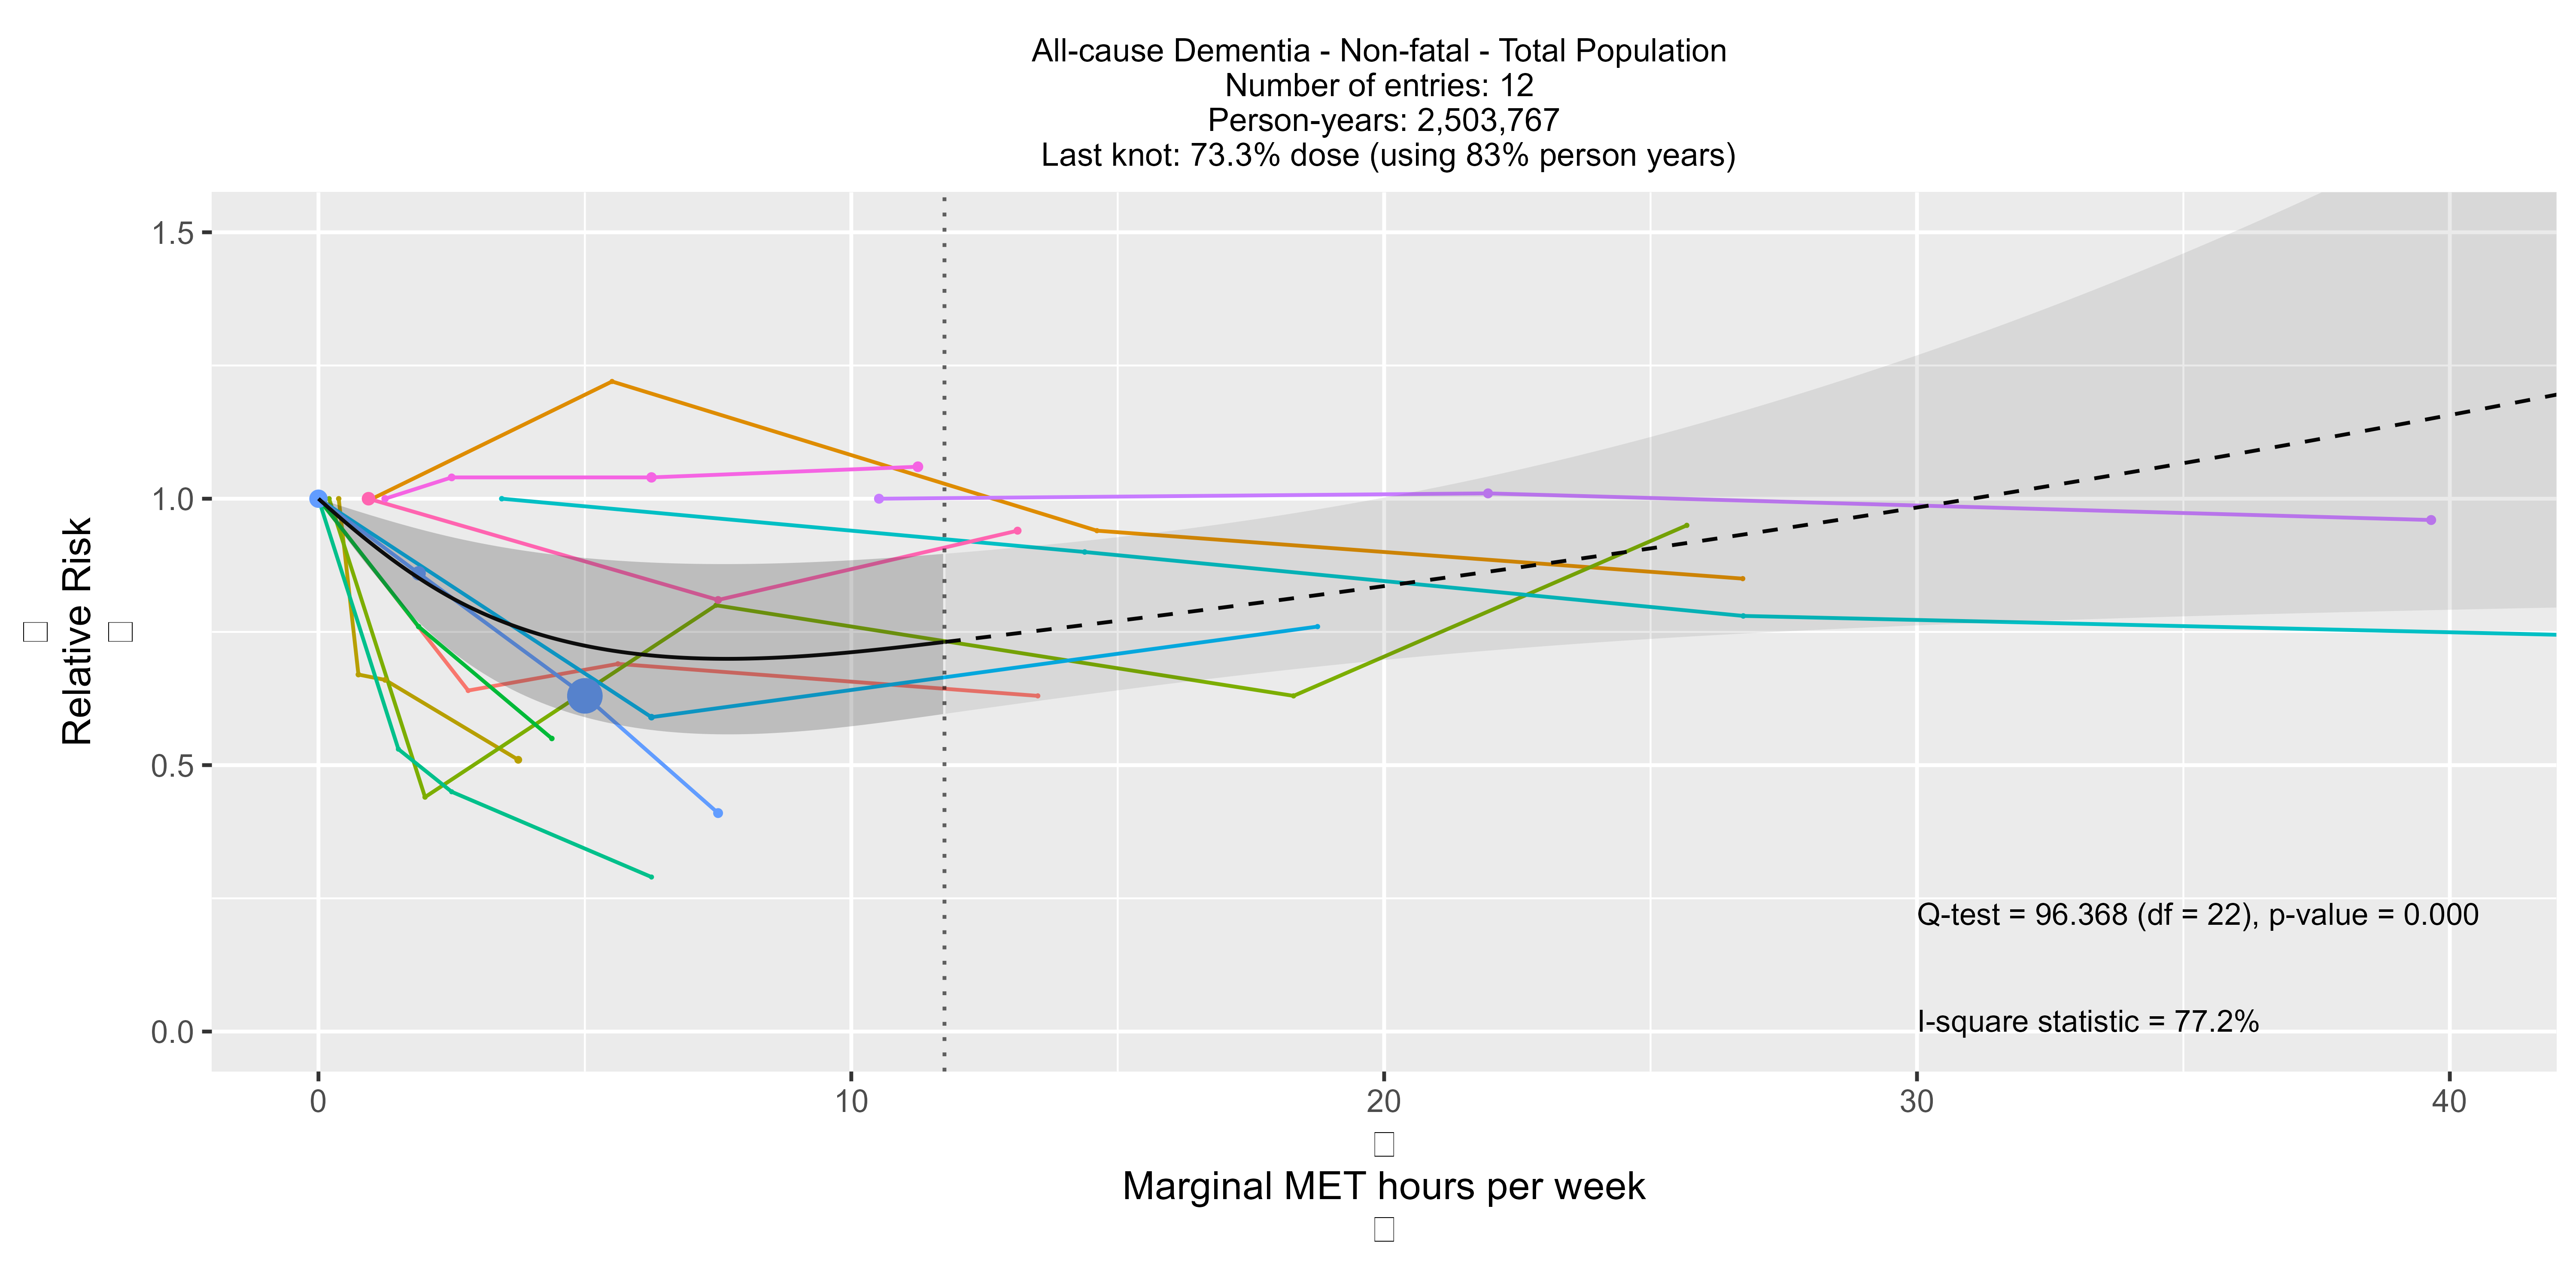 All-cause Dementia - Non-fatal - Total Population
Number of entries: 12
Person-years: 2,503,767
Last knot: 73.3% dose (using 83% person years)
1.5
1.0
0.5
0.0
Relative Risk
Q-test = 96.368 (df = 22), p-value = 0.000
I-square statistic = 77.2%
0 10 20 30 40
Marginal MET hours per week